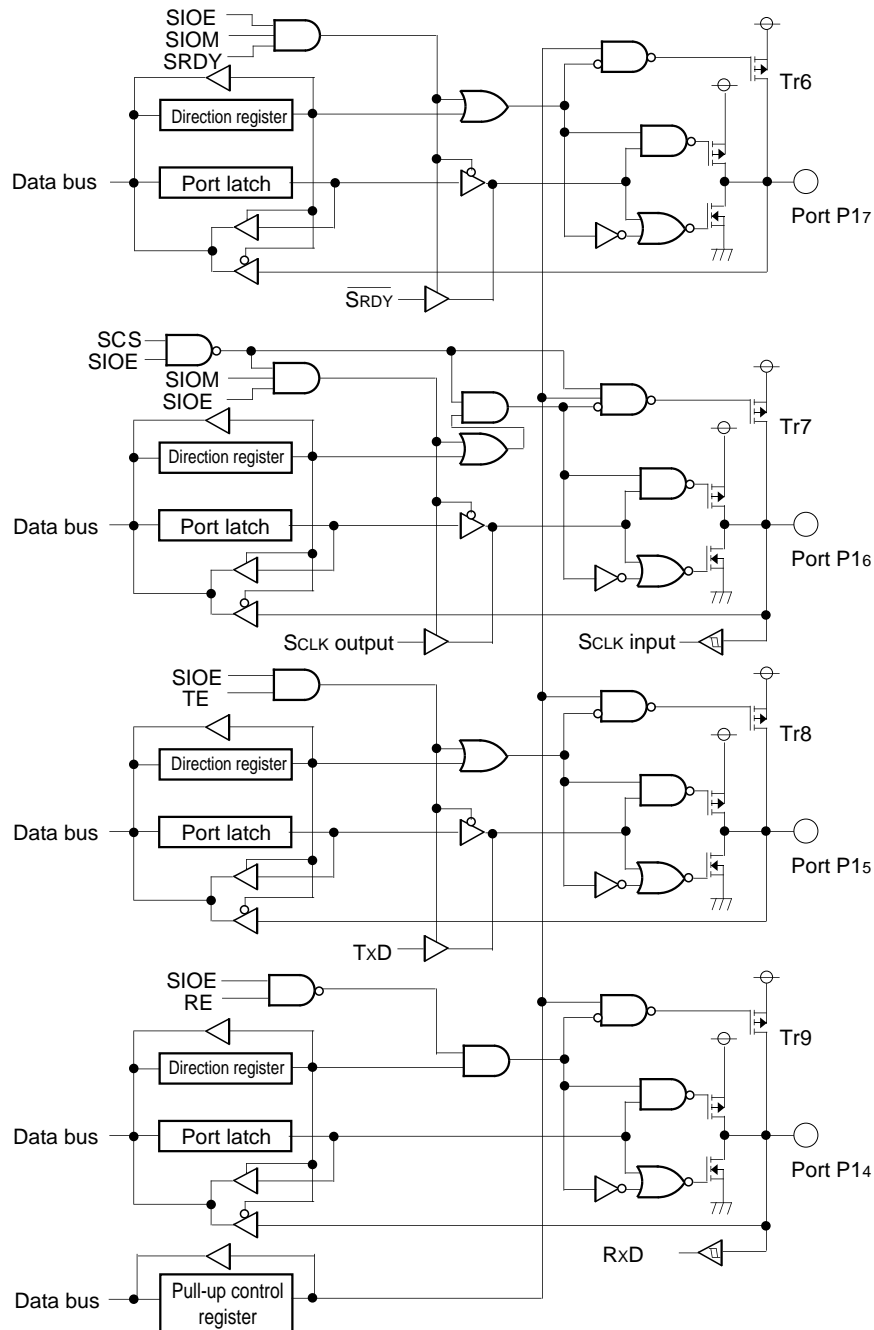 SIOE
SIOM
SRDY
Tr6
Direction register
Data bus
Port latch
Port P17
SRDY
SCS
SIOE
SIOM
SIOE
Tr7
Direction register
Data bus
Port latch
Port P16
SCLK output
SCLK input
SIOE
TE
Tr8
Direction register
Data bus
Port latch
Port P15
TXD
SIOE
RE
Tr9
Direction register
Data bus
Port latch
Port P14
RXD
Data bus
Pull-up control
register